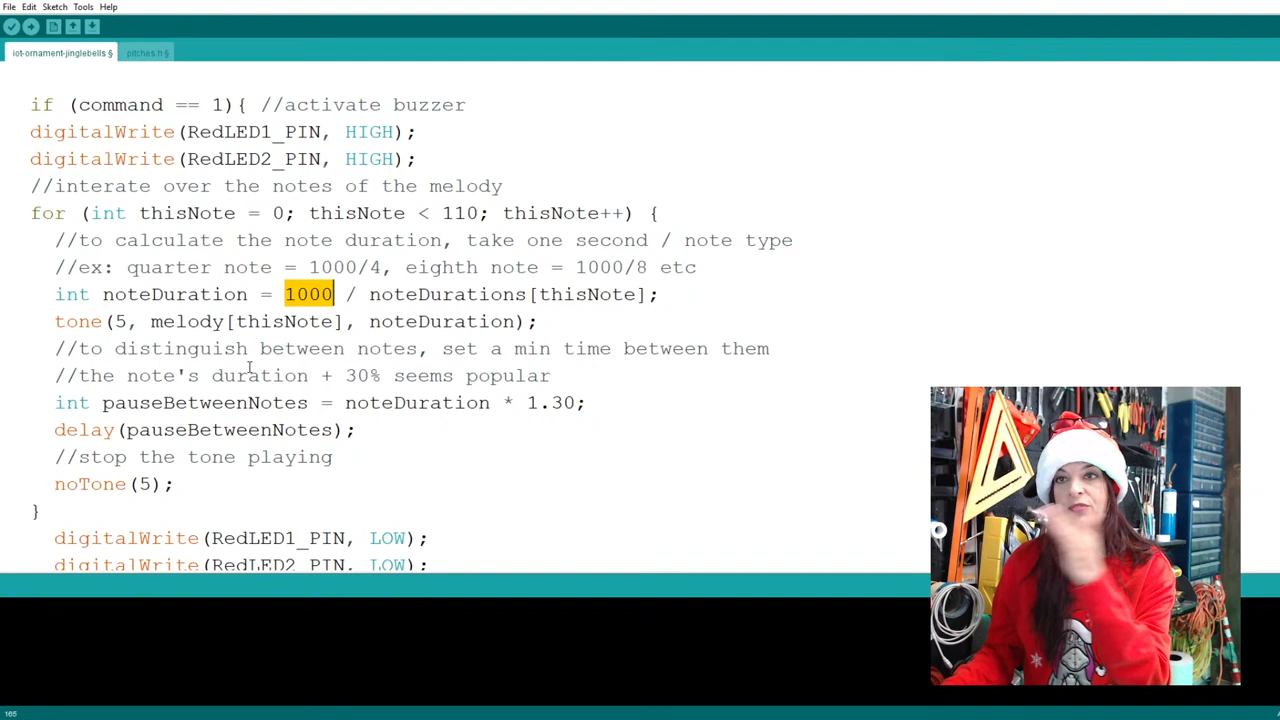 File Edit Sketch Tools Help
iot-ornament-jinglebells § pitches.h §
if (command == 1){ //activate buzzer
digitalWrite(RedLED1_PIN, HIGH);
digitalWrite(RedLED2_PIN, HIGH);
//interate over the notes of the melody
for (int thisNote = 0; thisNote < 110; thisNote++) {
//to calculate the note duration, take one second / note type
//ex: quarter note = 1000/4, eighth note = 1000/8 etc
int noteDuration = 1000 / noteDurations[thisNote];
tone(5, melody[thisNote], noteDuration);
//to distinguish between notes, set a min time between them
//the note's duration + 30% seems popular
int pauseBetweenNotes = noteDuration * 1.30;
delay(pauseBetweenNotes);
//stop the tone playing
noTone(5);
}
digitalWrite(RedLED1_PIN, LOW);
digitalWrite(RedLED2_PIN, LOW);
165